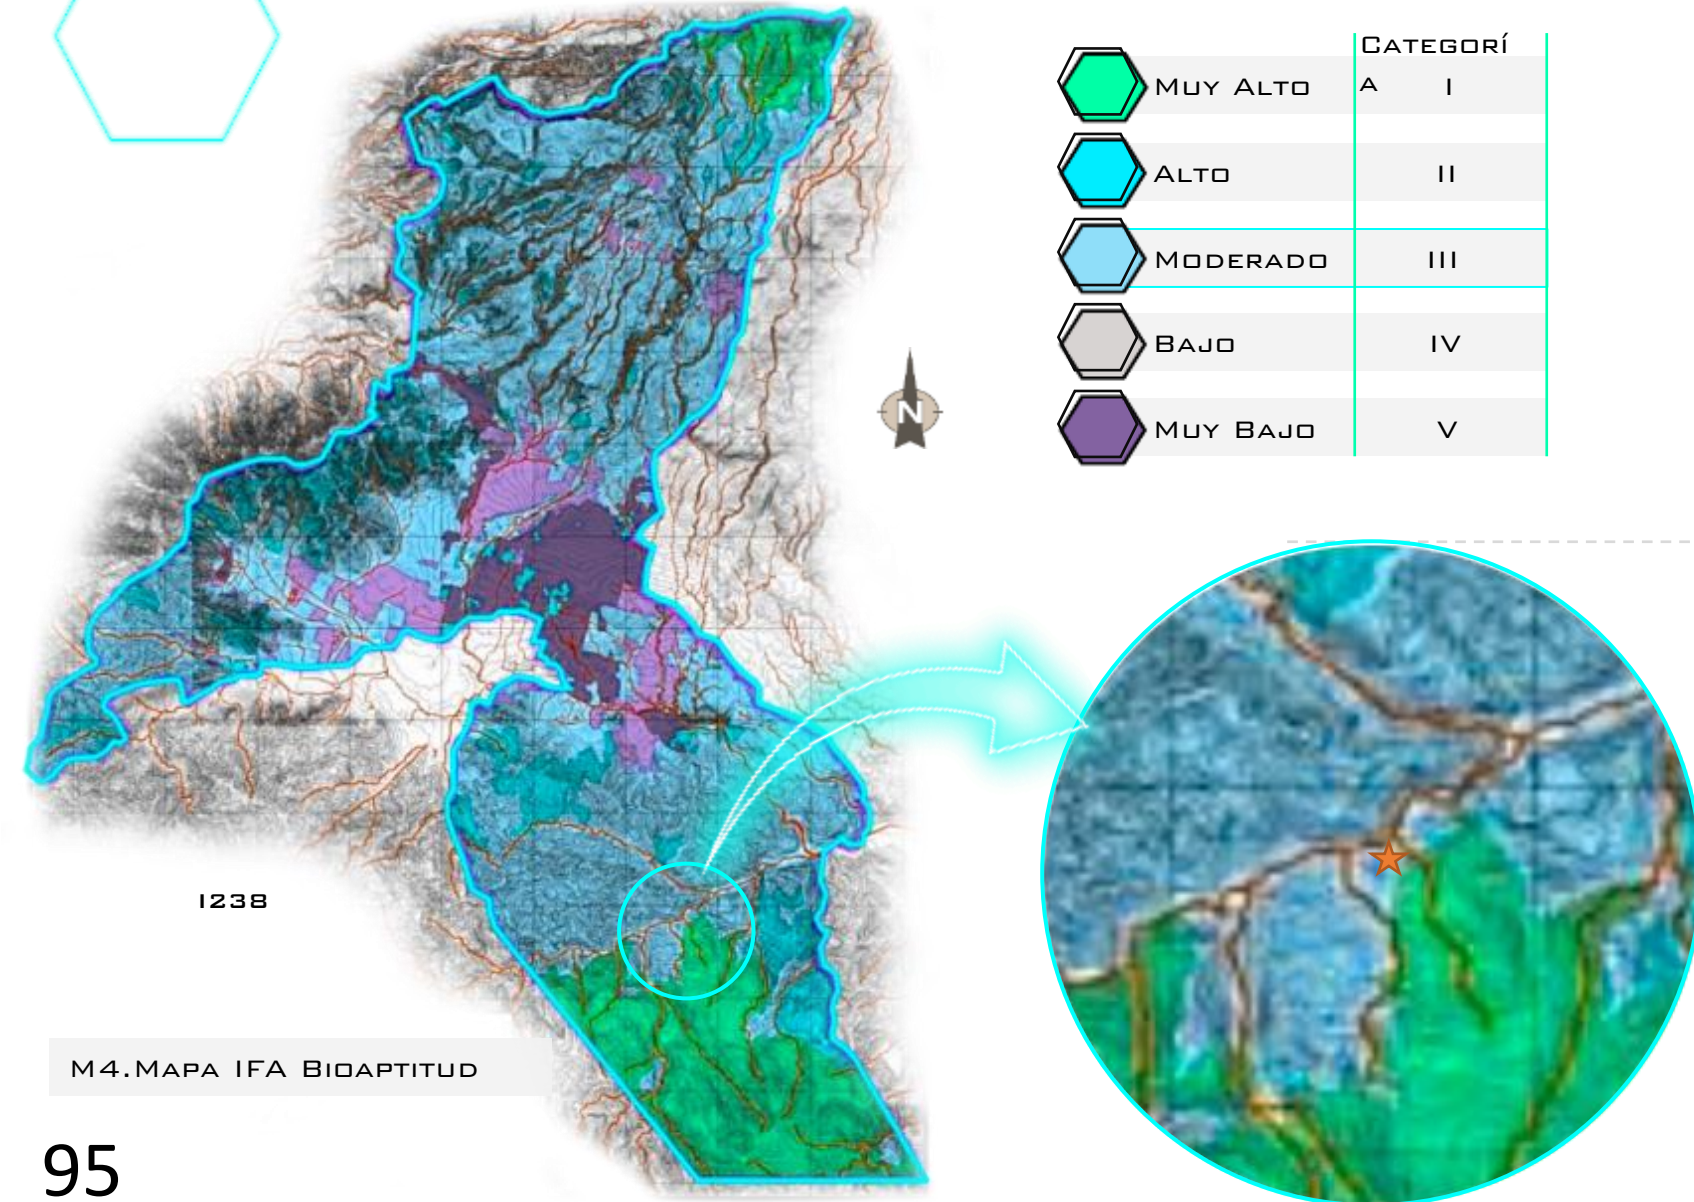 CATEGORÍ
A
MUY ALTO I
ALTO II
MODERADO III
BAJO IV
MUY BAJO V
N
1238
M4.MAPA IFA BIOAPTITUD
95